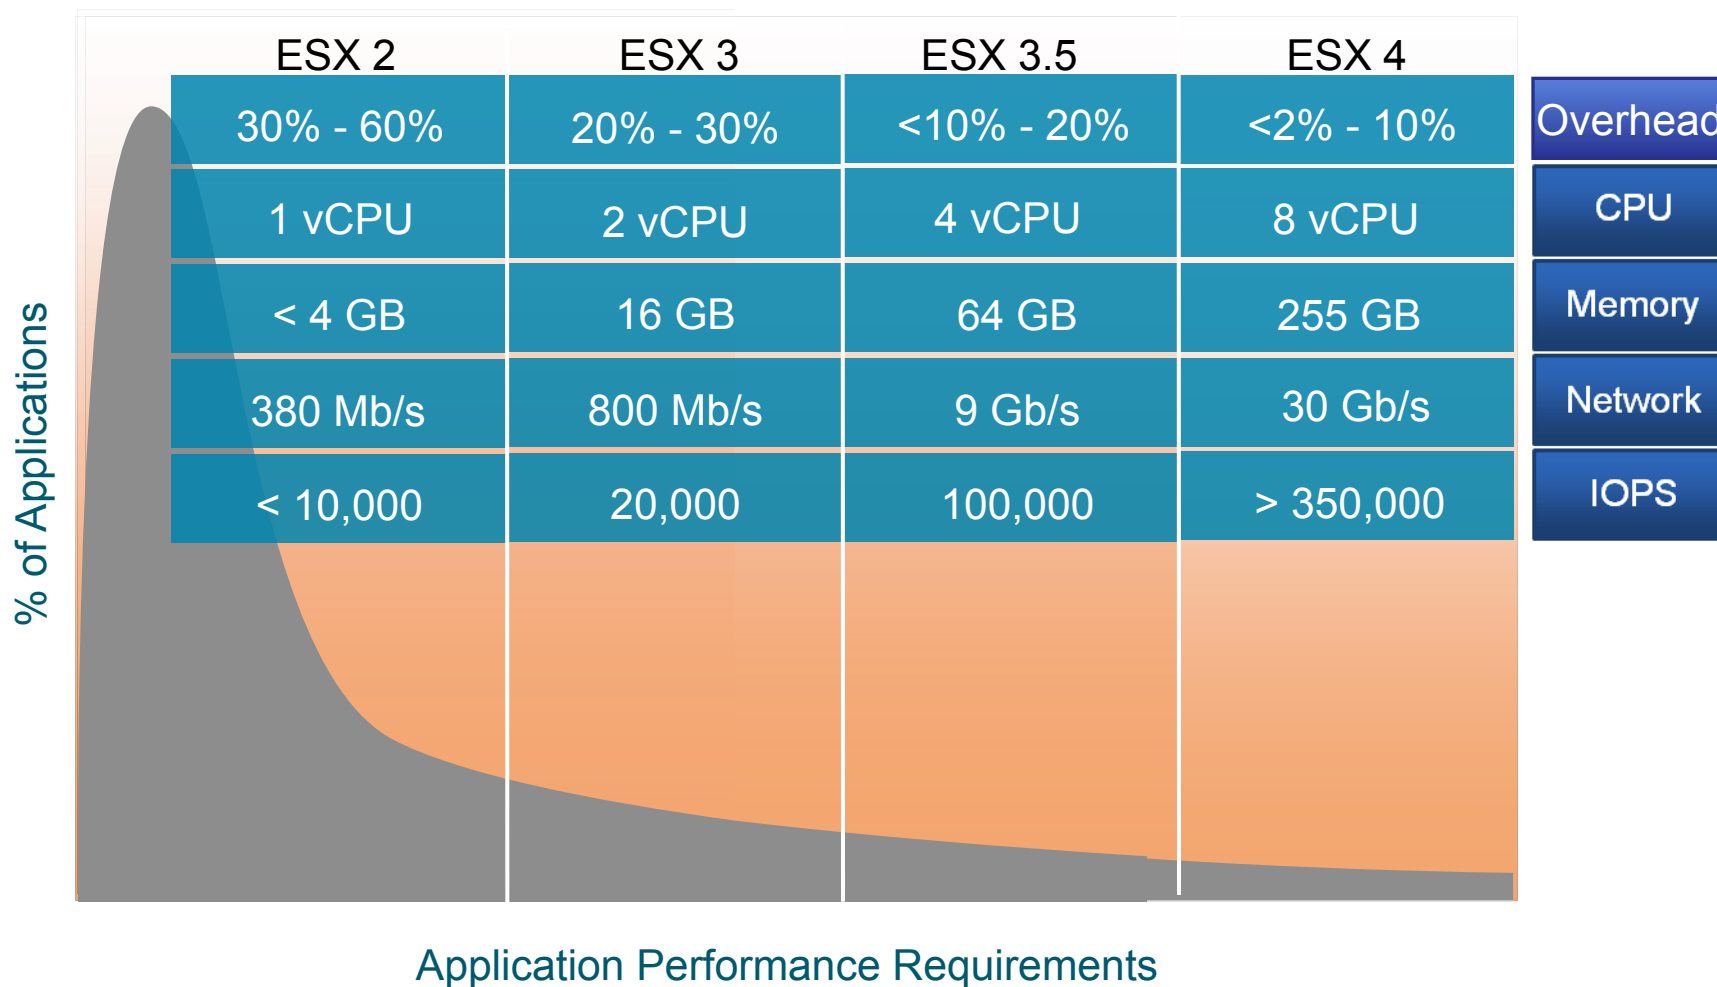 ESX 2 ESX 3 ESX 3.5 ESX 4
30% - 60% 20% - 30% <10% - 20% <2% - 10% Overhead
1 vCPU 2 vCPU 4 vCPU 8 vCPU CPU
< 4 GB 16 GB 64 GB 255 GB Memory
380 Mb/s 800 Mb/s 9 Gb/s 30 Gb/s Network
< 10,000 20,000 100,000 > 350,000 IOPS
% of Applications
Application Performance Requirements